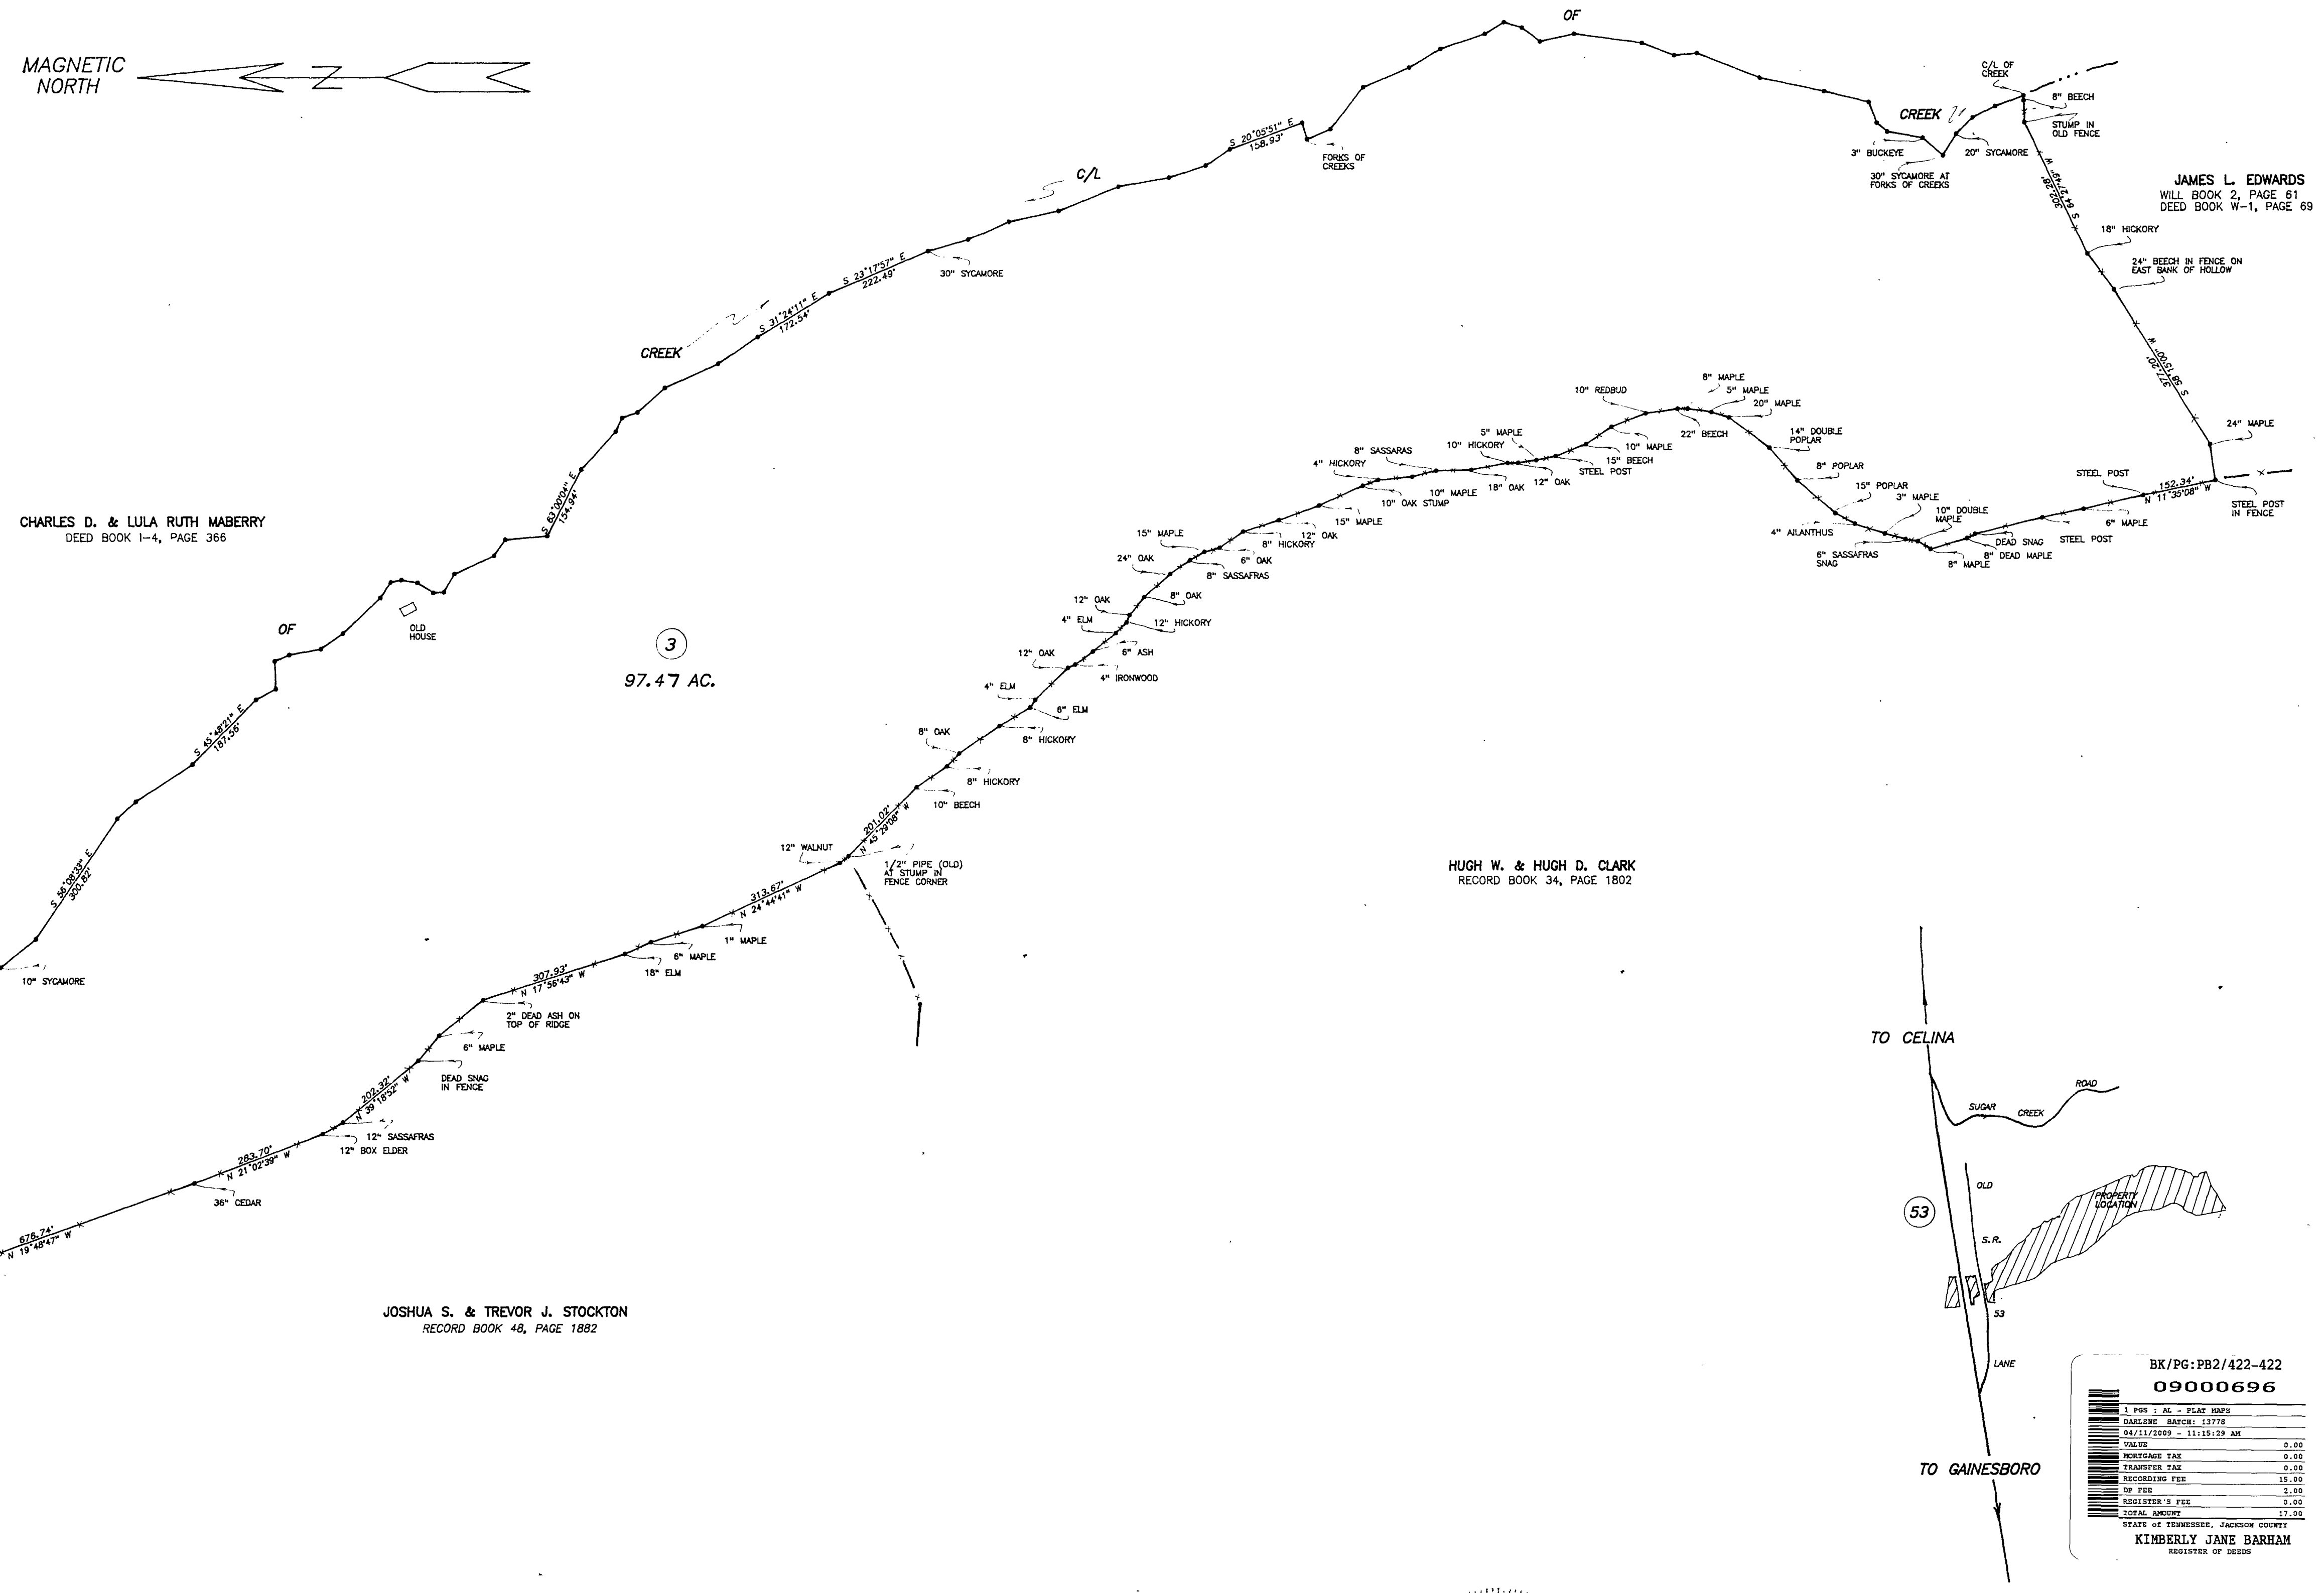 MAGNETIC
NORTH
OF
C/L OF
CREEK
8" BEECH
STUMP IN
OLD FENCE
CREEK
3" BUCKEYE
20" SYCAMORE
30" SYCAMORE AT
FORKS OF CREEKS
S 20°05'51" E
158.93'
FORKS OF
CREEKS
C/L
JAMES L. EDWARDS
WILL BOOK 2, PAGE 61
DEED BOOK W-1, PAGE 69
S 64°27'49" W
302.28'
18" HICKORY
24" BEECH IN FENCE ON
EAST BANK OF HOLLOW
S 58°15'00" W
377.20'
24" MAPLE
S 23°17'57" E
222.49'
30" SYCAMORE
S 31°24'11" E
172.54'
CREEK
S 63°00'04" E
154.94'
CHARLES D. & LULA RUTH MABERRY
DEED BOOK I-4, PAGE 366
OF
OLD
HOUSE
3
97.47 AC.
S 45°48'21" E
187.56'
S 56°08'33" E
300.82'
10" SYCAMORE
8" MAPLE
10" REDBUD
5" MAPLE
20" MAPLE
22" BEECH
14" DOUBLE
POPLAR
5" MAPLE
10" HICKORY
10" MAPLE
15" BEECH
STEEL POST
8" SASSARAS
4" HICKORY
12" OAK
18" OAK
10" MAPLE
10" OAK STUMP
8" POPLAR
15" POPLAR
3" MAPLE
10" DOUBLE
MAPLE
4" AILANTHUS
6" SASSAFRAS
SNAG
8" MAPLE
8" DEAD MAPLE
DEAD SNAG
STEEL POST
6" MAPLE
STEEL POST
152.34'
N 11°35'08" W
STEEL POST
IN FENCE
15" MAPLE
12" OAK
8" HICKORY
15" MAPLE
6" OAK
24" OAK
8" SASSAFRAS
8" OAK
12" OAK
12" HICKORY
4" ELM
6" ASH
12" OAK
4" IRONWOOD
4" ELM
6" ELM
8" HICKORY
8" OAK
8" HICKORY
10" BEECH
201.02'
N 45°29'08" W
12" WALNUT
1/2" PIPE (OLD)
AT STUMP IN
FENCE CORNER
313.67'
N 24°44'41" W
1" MAPLE
6" MAPLE
18" ELM
307.93'
N 17°56'43" W
2" DEAD ASH ON
TOP OF RIDGE
6" MAPLE
DEAD SNAG
IN FENCE
202.32'
N 39°18'52" W
12" SASSAFRAS
12" BOX ELDER
283.70'
N 21°02'39" W
36" CEDAR
676.74'
N 19°48'47" W
HUGH W. & HUGH D. CLARK
RECORD BOOK 34, PAGE 1802
JOSHUA S. & TREVOR J. STOCKTON
RECORD BOOK 48, PAGE 1882
TO CELINA
SUGAR CREEK ROAD
OLD
S.R.
53
LANE
53
PROPERTY
LOCATION
TO GAINESBORO
BK/PG:PB2/422-422
09000696
1 PGS : AL - PLAT MAPS
DARLENE BATCH: 13778
04/11/2009 - 11:15:29 AM
VALUE 0.00
MORTGAGE TAX 0.00
TRANSFER TAX 0.00
RECORDING FEE 15.00
DP FEE 2.00
REGISTER'S FEE 0.00
TOTAL AMOUNT 17.00
STATE of TENNESSEE, JACKSON COUNTY
KIMBERLY JANE BARHAM
REGISTER OF DEEDS